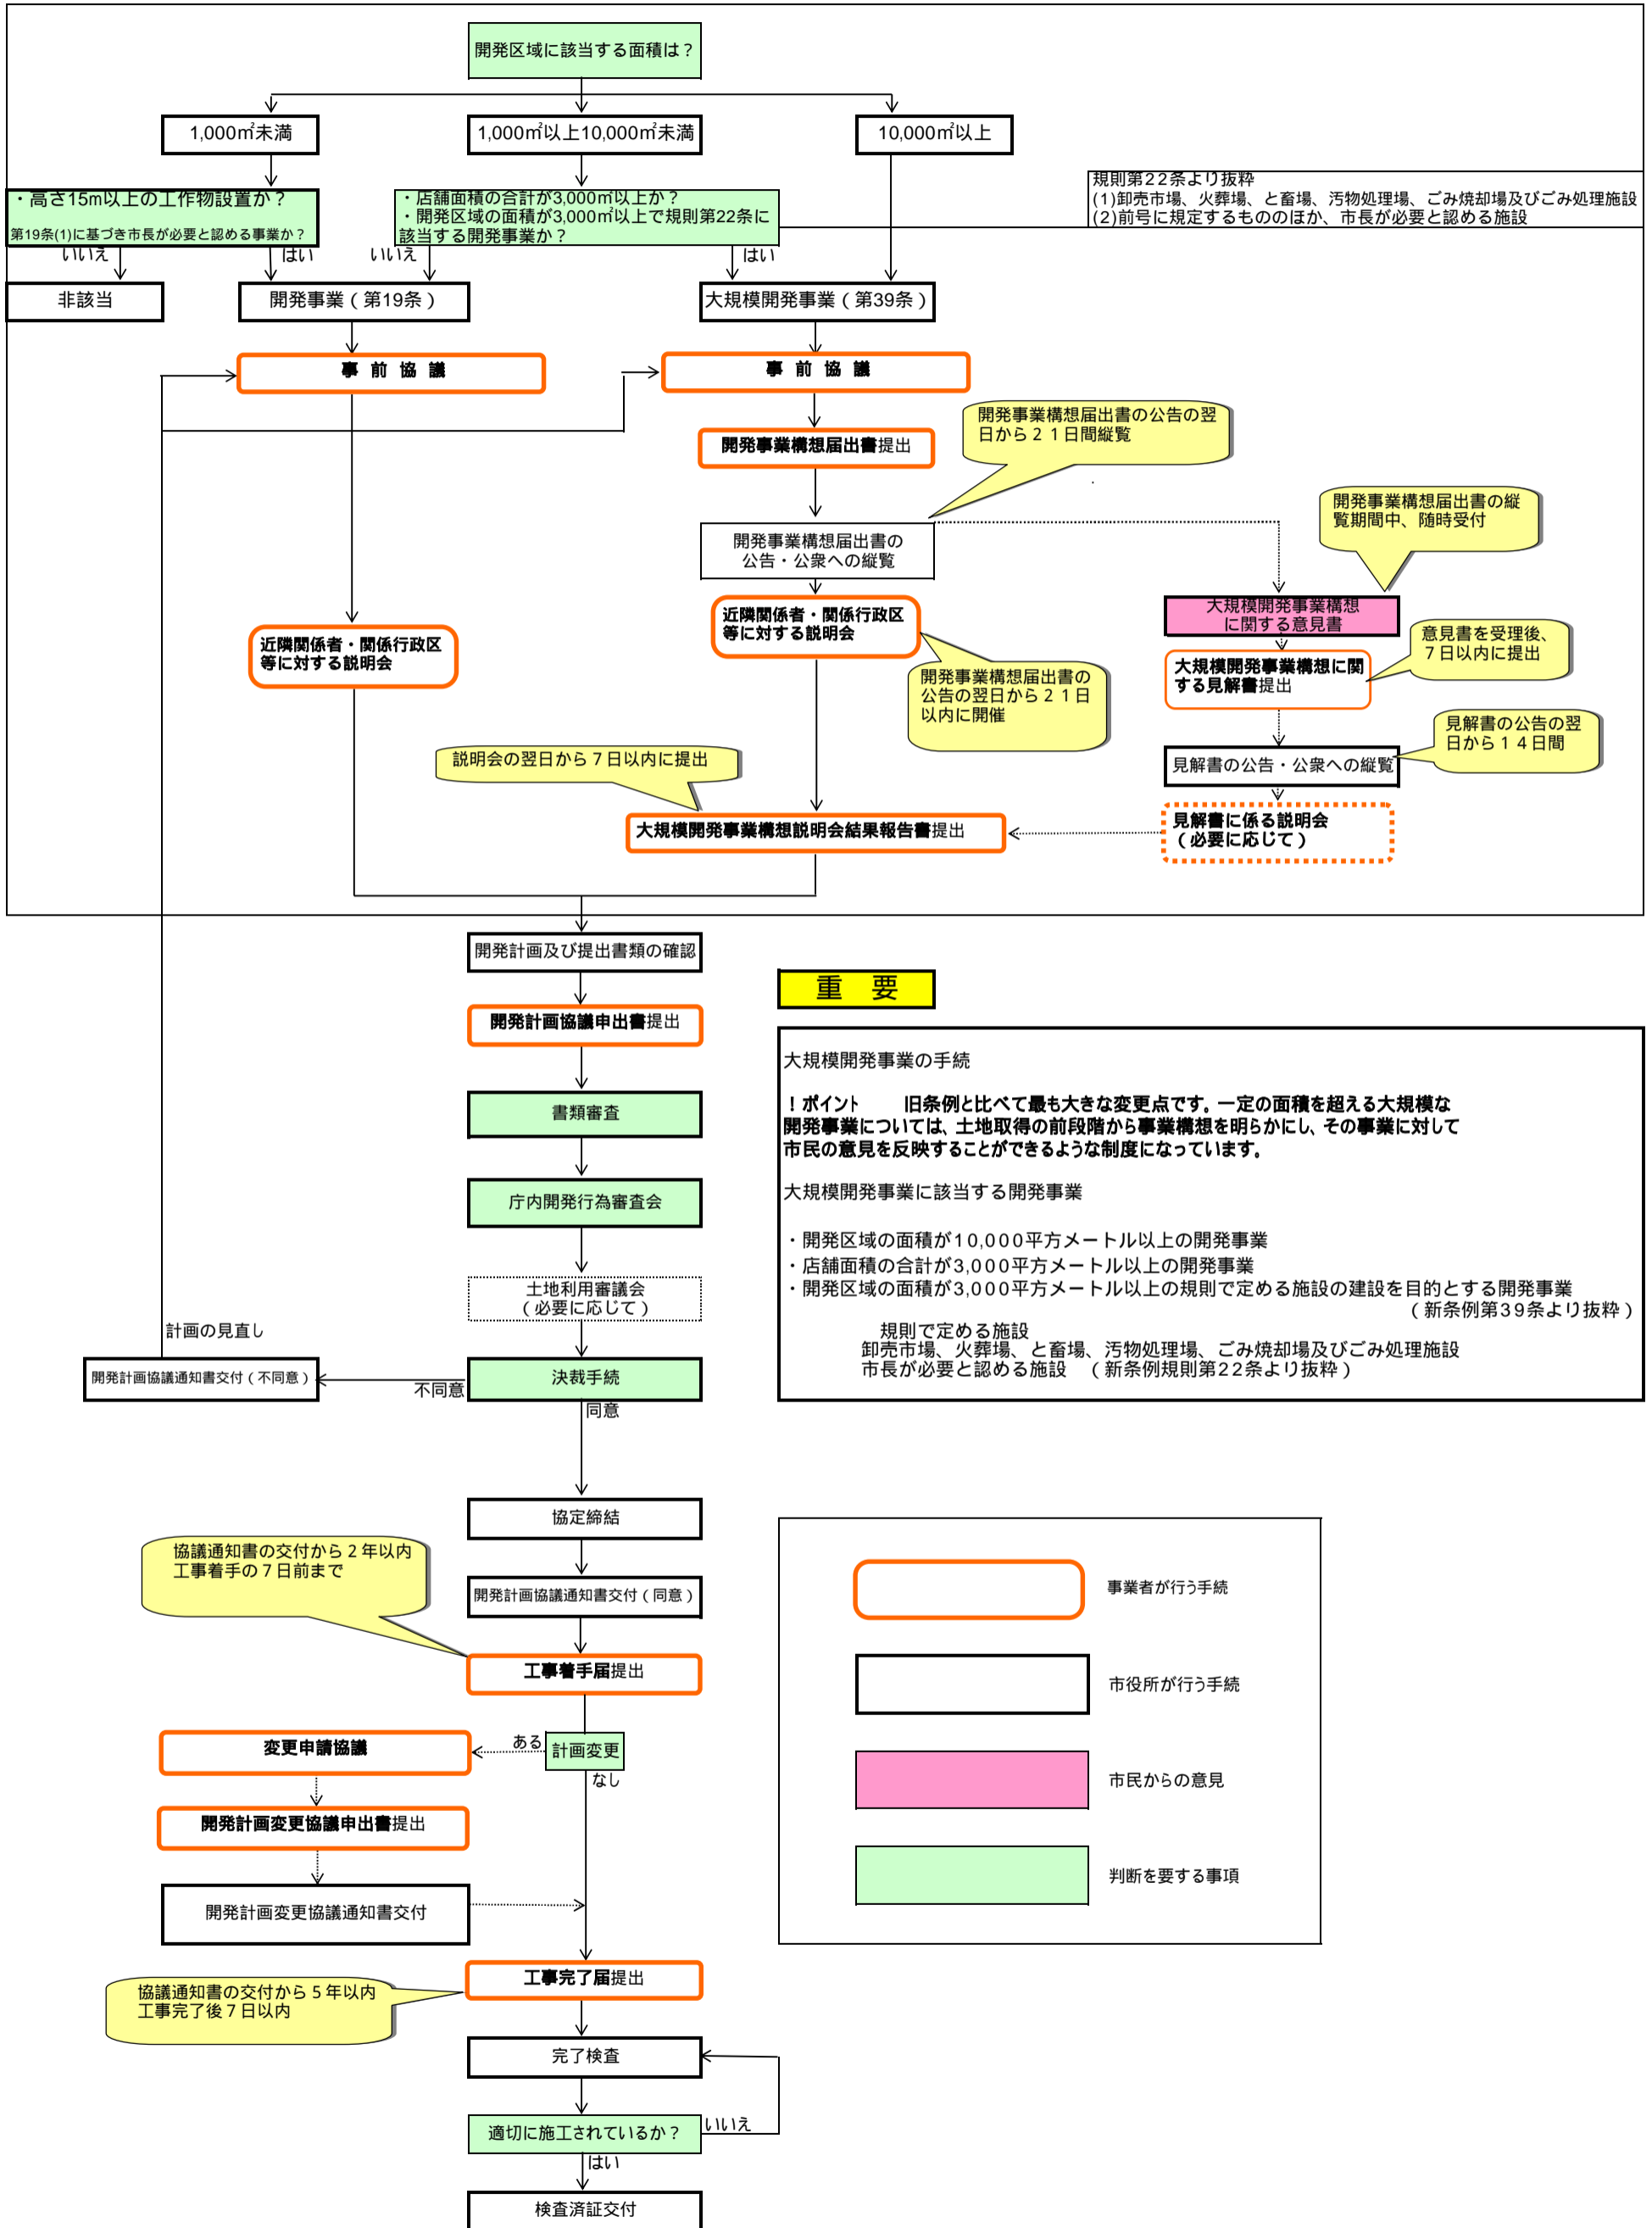 開発区域に該当する面積は？
1,000㎡未満
1,000㎡以上10,000㎡未満
10,000㎡以上
・高さ15m以上の工作物設置か？
第19条(1)に基づき市長が必要と認める事業か？
・店舗面積の合計が3,000㎡以上か？
・開発区域の面積が3,000㎡以上で規則第22条に
該当する開発事業か？
規則第２２条より抜粋
(1)卸売市場、火葬場、と畜場、汚物処理場、ごみ焼却場及びごみ処理施設
(2)前号に規定するもののほか、市長が必要と認める施設
いいえ
はい
いいえ
はい
非該当
開発事業（第19条）
大規模開発事業（第39条）
事 前 協 議
事 前 協 議
開発事業構想届出書の公告の翌
日から２１日間縦覧
開発事業構想届出書提出
開発事業構想届出書の縦
覧期間中、随時受付
開発事業構想届出書の
公告・公衆への縦覧
近隣関係者・関係行政区
等に対する説明会
大規模開発事業構想
に関する意見書
近隣関係者・関係行政区
等に対する説明会
意見書を受理後、
７日以内に提出
大規模開発事業構想に関
する見解書提出
開発事業構想届出書の
公告の翌日から２１日
以内に開催
見解書の公告の翌
日から１４日間
説明会の翌日から７日以内に提出
見解書の公告・公衆への縦覧
大規模開発事業構想説明会結果報告書提出
見解書に係る説明会
（必要に応じて）
開発計画及び提出書類の確認
重　要
開発計画協議申出書提出
大規模開発事業の手続
！ポイント　　旧条例と比べて最も大きな変更点です。一定の面積を超える大規模な
開発事業については、土地取得の前段階から事業構想を明らかにし、その事業に対して
市民の意見を反映することができるような制度になっています。
書類審査
大規模開発事業に該当する開発事業
庁内開発行為審査会
・開発区域の面積が10,000平方メートル以上の開発事業
・店舗面積の合計が3,000平方メートル以上の開発事業
・開発区域の面積が3,000平方メートル以上の規則で定める施設の建設を目的とする開発事業
（新条例第39条より抜粋）
土地利用審議会
（必要に応じて）
規則で定める施設
卸売市場、火葬場、と畜場、汚物処理場、ごみ焼却場及びごみ処理施設
市長が必要と認める施設　（新条例規則第22条より抜粋）
計画の見直し
開発計画協議通知書交付（不同意）
不同意
決裁手続
同意
協定締結
協議通知書の交付から２年以内
工事着手の７日前まで
開発計画協議通知書交付（同意）
事業者が行う手続
工事着手届提出
市役所が行う手続
変更申請協議
ある
計画変更
なし
市民からの意見
開発計画変更協議申出書提出
判断を要する事項
開発計画変更協議通知書交付
工事完了届提出
協議通知書の交付から５年以内
工事完了後７日以内
完了検査
適切に施工されているか？
いいえ
はい
検査済証交付